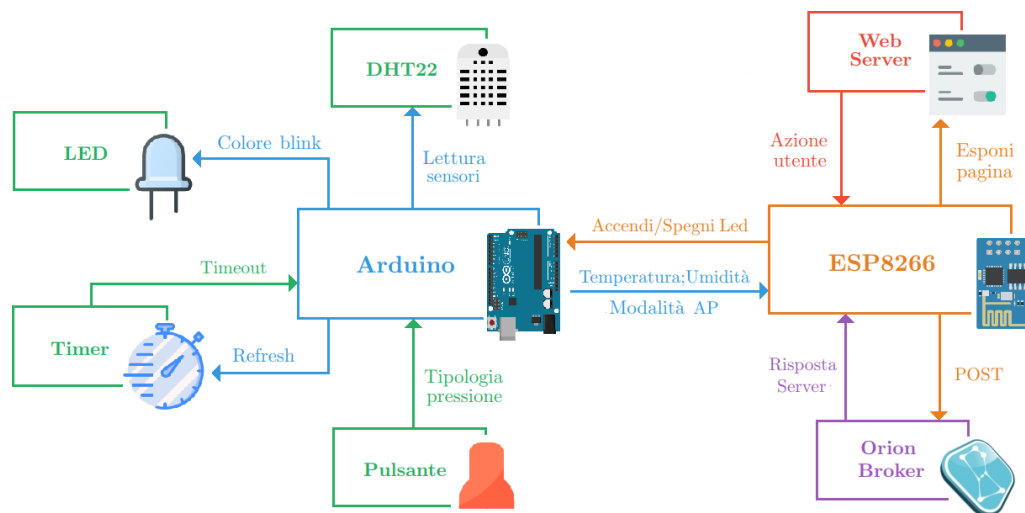 DHT22
Web
Server
LED
Colore blink
Lettura
sensori
Azione
utente
Esponi
pagina
Arduino
Accendi/Spegni Led
ESP8266
Timeout
Temperatura;Umidità
Modalità AP
Timer
Refresh
Tipologia
pressione
Risposta
Server
POST
Pulsante
Orion
Broker